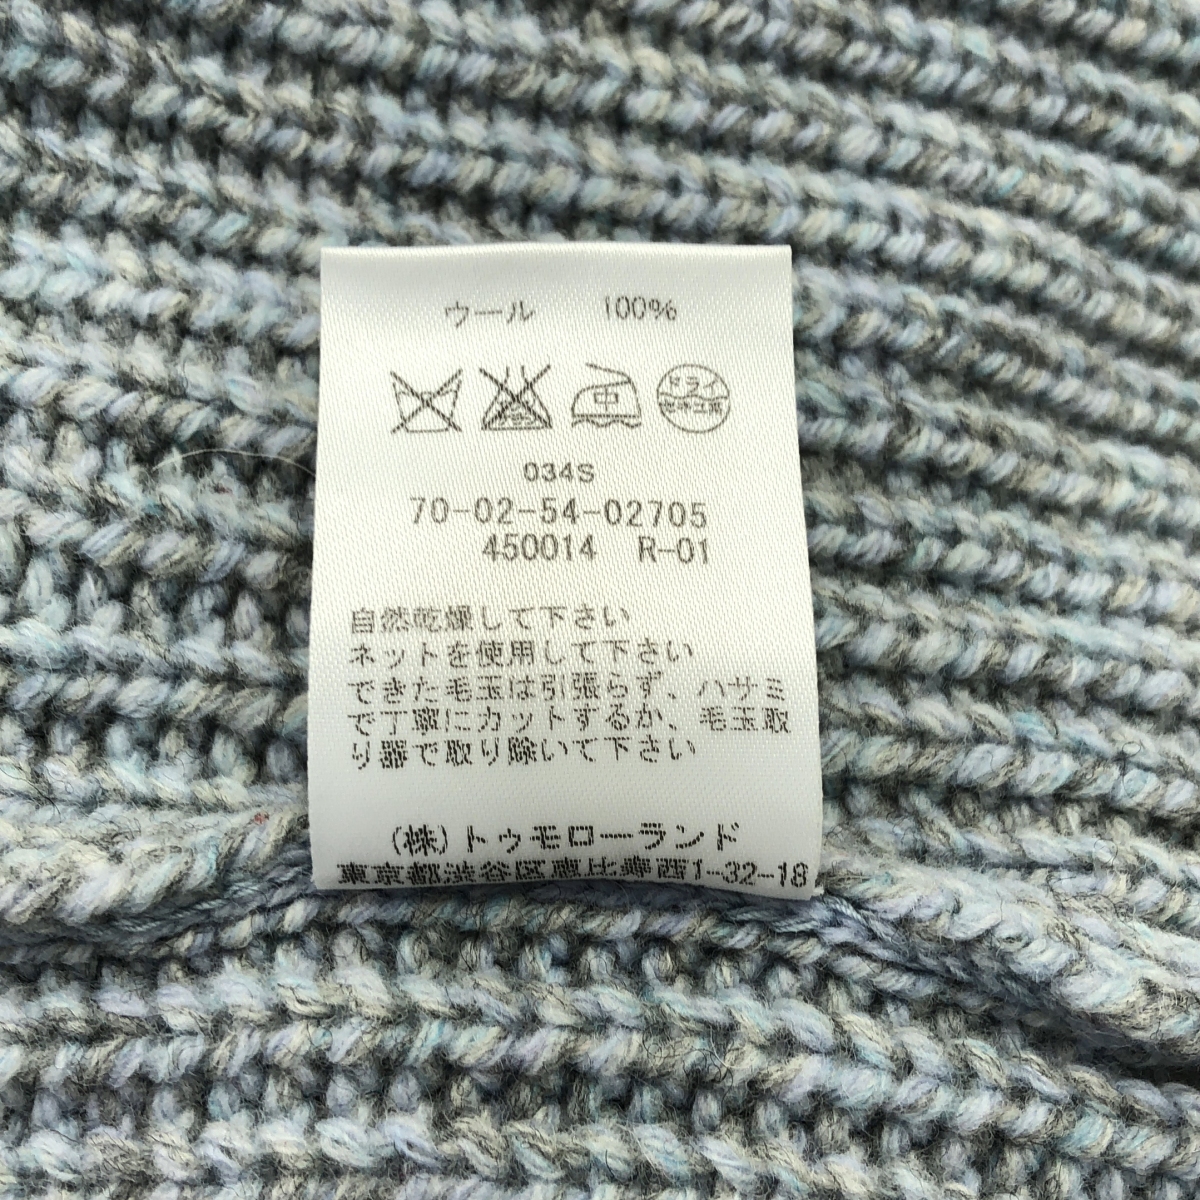 ウール 100%
中 ドライ 石油系
034S
70-02-54-02705
450014 R-01
自然乾燥して下さい
ネットを使用して下さい
できた毛玉は引張らず、ハサミ
で丁寧にカットするか、毛玉取
り器で取り除いて下さい
(株)トゥモローランド
東京都渋谷区恵比寿西1-32-18